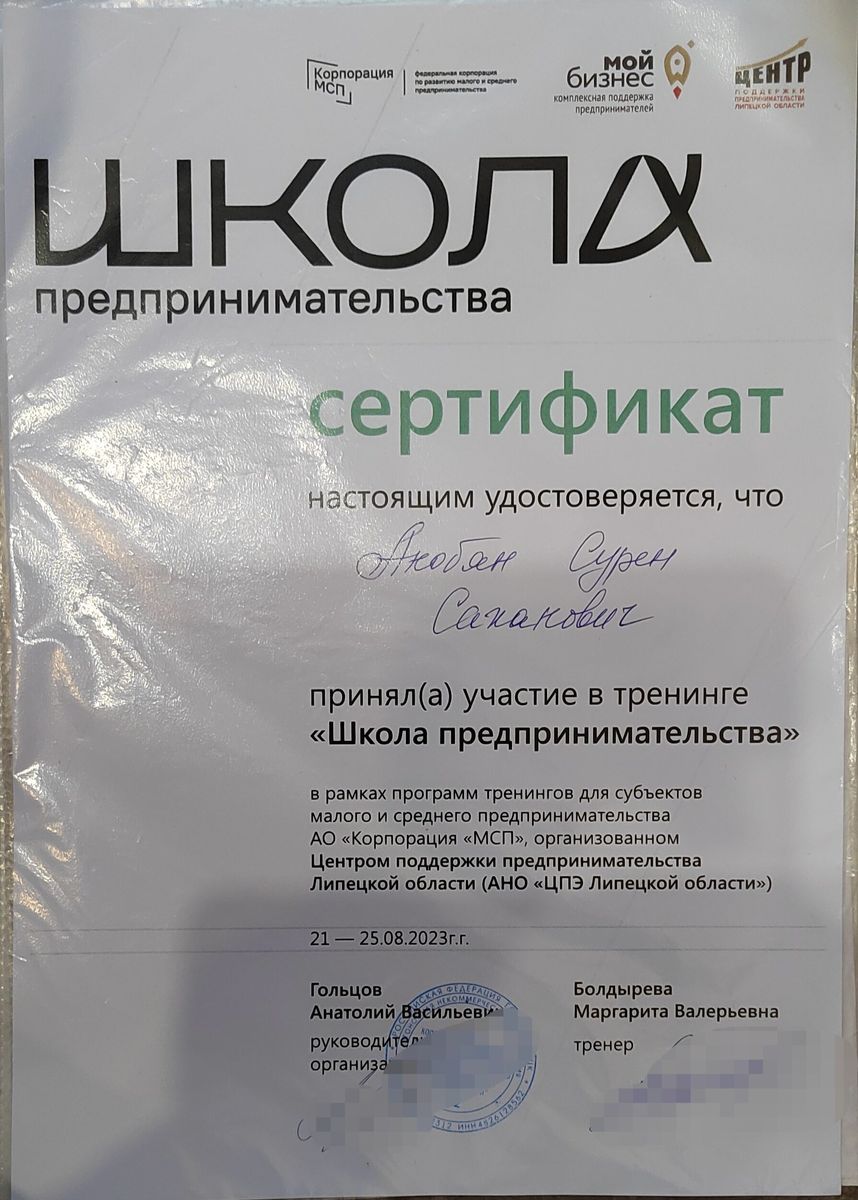 Корпорация
МСП
федеральная корпорация
по развитию малого и среднего
предпринимательства
мой
бизнес
комплексная поддержка
предпринимателей
ЦЕНТР
ПОДДЕРЖКИ
ПРЕДПРИНИМАТЕЛЬСТВА
ЛИПЕЦКОЙ ОБЛАСТИ
ШКОЛА
предпринимательства
сертификат
настоящим удостоверяется, что
Акобян Сурен
Саканович
принял(а) участие в тренинге
«Школа предпринимательства»
в рамках программ тренингов для субъектов
малого и среднего предпринимательства
АО «Корпорация «МСП», организованном
Центром поддержки предпринимательства
Липецкой области (АНО «ЦПЭ Липецкой области»)
21 — 25.08.2023г.г.
Гольцов
Анатолий Васильевич
руководител
организа
Болдырева
Маргарита Валерьевна
тренер
РОССИЙСКАЯ ФЕДЕРАЦИЯ Г